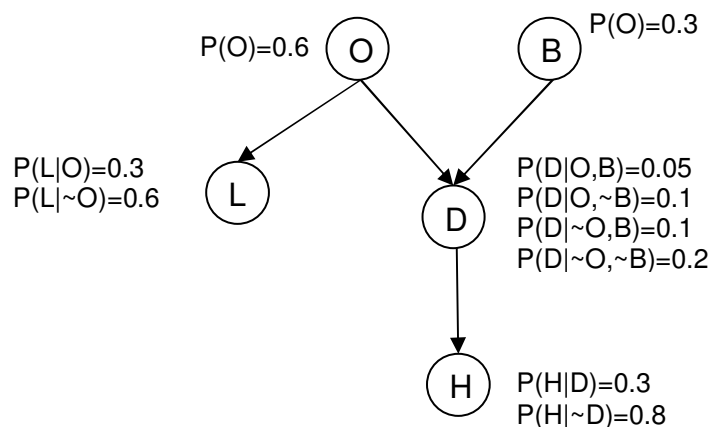 P(O)=0.6
O
B
P(O)=0.3
P(L|O)=0.3
P(L|~O)=0.6
L
D
P(D|O,B)=0.05
P(D|O,~B)=0.1
P(D|~O,B)=0.1
P(D|~O,~B)=0.2
H
P(H|D)=0.3
P(H|~D)=0.8